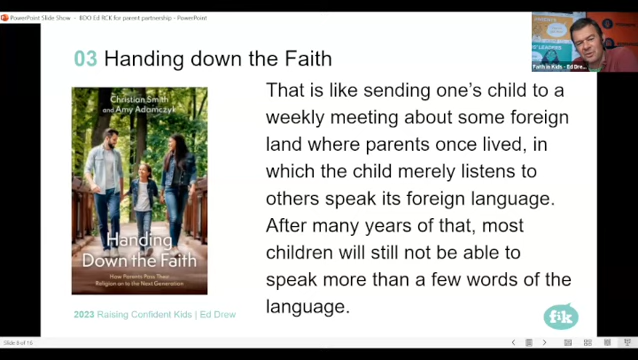 PowerPoint Slide Show - BOO Ed RCK for parent partnership - PowerPoint
03 Handing down the Faith
Christian Smith
and Amy Adamczyk
Handing
Down the Faith
How Parents Pass Their
Religion on to the Next Generation
That is like sending one's child to a
weekly meeting about some foreign
land where parents once lived, in
which the child merely listens to
others speak its foreign language.
After many years of that, most
children will still not be able to
speak more than a few words of the
language.
2023 Raising Confident Kids | Ed Drew
fik
Faith in Kids - Ed Dre...
PARENTS
LEADERS
Slide 8 of 16